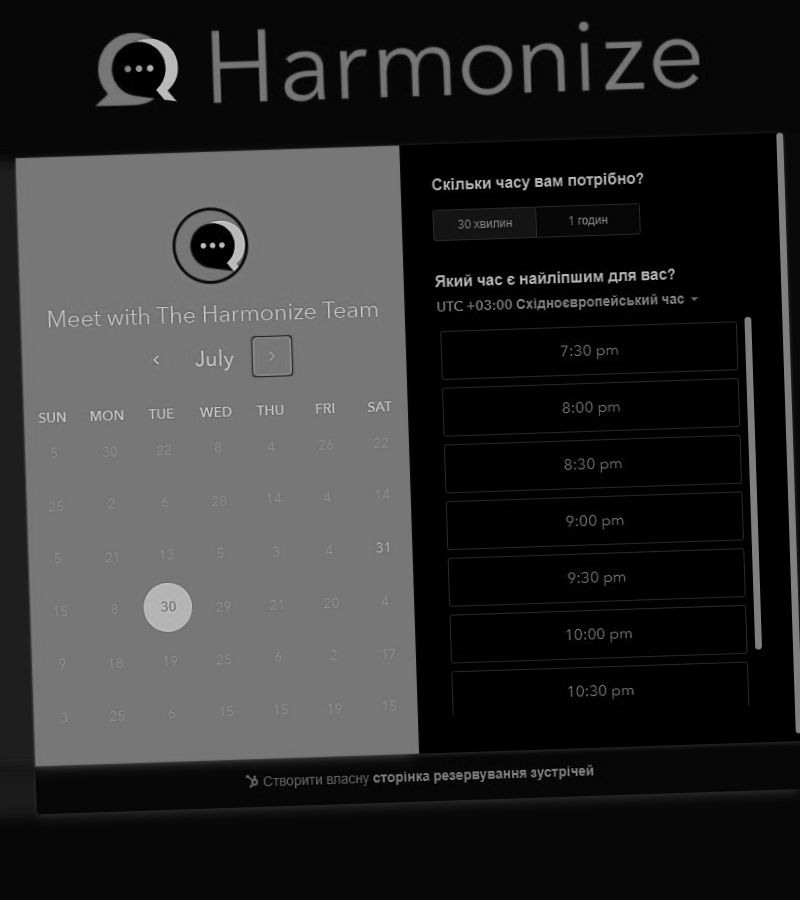 Harmonize
Meet with The Harmonize Team
July
SUN MON TUE WED THU FRI SAT
5 30 22 8 4 26 22
25 2 6 28 14 4 14
5 21 13 5 3 4 31
15 8 30 29 21 20 4
9 18 19 25 6 2 17
3 25 6 15 15 19 15
Скільки часу вам потрібно?
30 хвилин 1 годин
Який час є найліпшим для вас?
UTC +03:00 Східноєвропейський час
7:30 pm
8:00 pm
8:30 pm
9:00 pm
9:30 pm
10:00 pm
10:30 pm
Створити власну сторінка резервування зустрічей